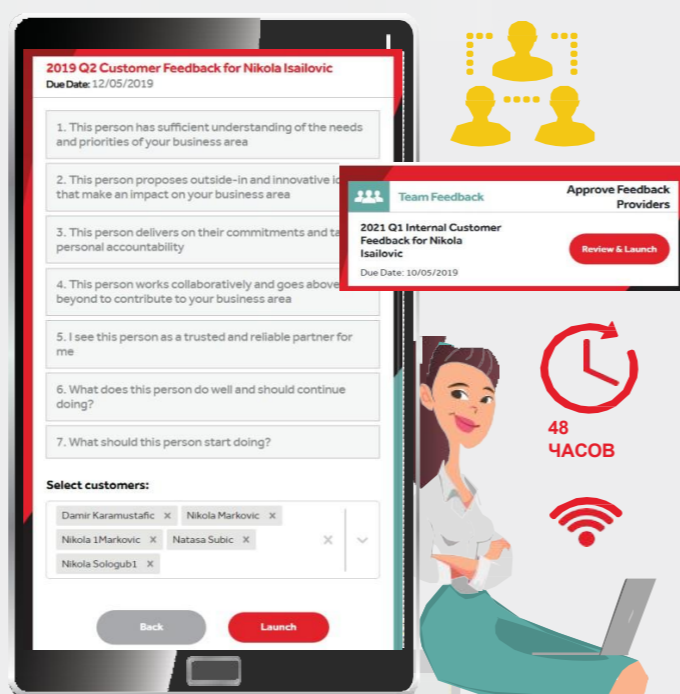 2019 Q2 Customer Feedback for Nikola Isailovic
Due Date: 12/05/2019
1. This person has sufficient understanding of the needs
and priorities of your business area
2. This person proposes outside-in and innovative
that make an impact on your business area
3. This person delivers on their commitments and
personal accountability
4. This person works collaboratively and goes above
beyond to contribute to your business area
5. I see this person as a trusted and reliable partner for
me
6. What does this person do well and should continue
doing?
7. What should this person start doing?
Select customers:
Damir Karamustafic × Nikola Markovic ×
Nikola 1Markovic × Natasa Subic ×
Nikola Sologub1 ×
Back Launch
Team Feedback
Approve Feedback
Providers
2021 Q1 Internal Customer
Feedback for Nikola
Isailovic
Review & Launch
Due Date: 10/05/2019
48
ЧАСОВ